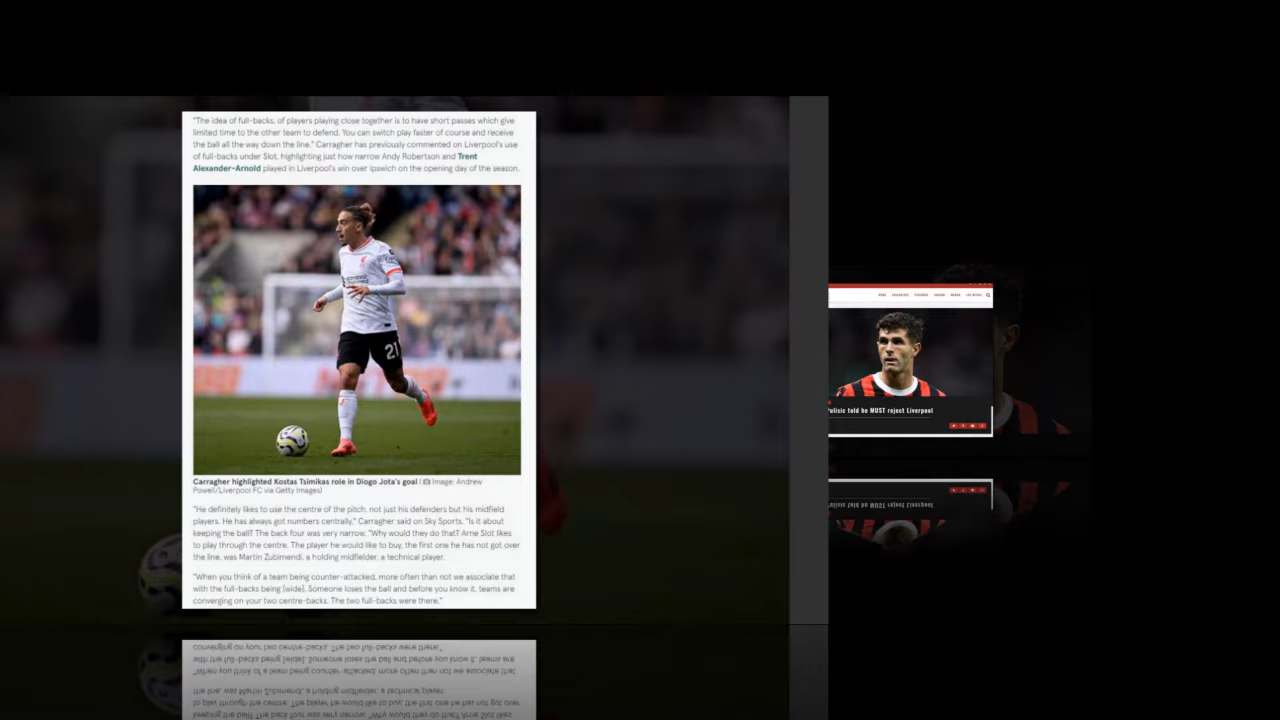 "The idea of full-backs, of players playing close together is to have short passes which give
limited time to the other team to defend. You can switch play faster of course and receive
the ball all the way down the line." Carragher has previously commented on Liverpool's use
of full-backs under Slot, highlighting just how narrow Andy Robertson and Trent
Alexander-Arnold played in Liverpool's win over Ipswich on the opening day of the season.
21
Carragher highlighted Kostas Tsimikas role in Diogo Jota's goal ( Image: Andrew
Powell/Liverpool FC via Getty Images)
"He definitely likes to use the centre of the pitch, not just his defenders but his midfield
players. He has always got numbers centrally," Carragher said on Sky Sports. "Is it about
keeping the ball? The back four was very narrow. "Why would they do that? Arne Slot likes
to play through the centre. The player he would like to buy, the first one he has not got over
the line, was Martin Zubimendi, a holding midfielder, a technical player.
"When you think of a team being counter-attacked, more often than not we associate that
with the full-backs being [wide]. Someone loses the ball and before you know it, teams are
converging on your two centre-backs. The two full-backs were there."
Pulisic told he MUST reject Liverpool